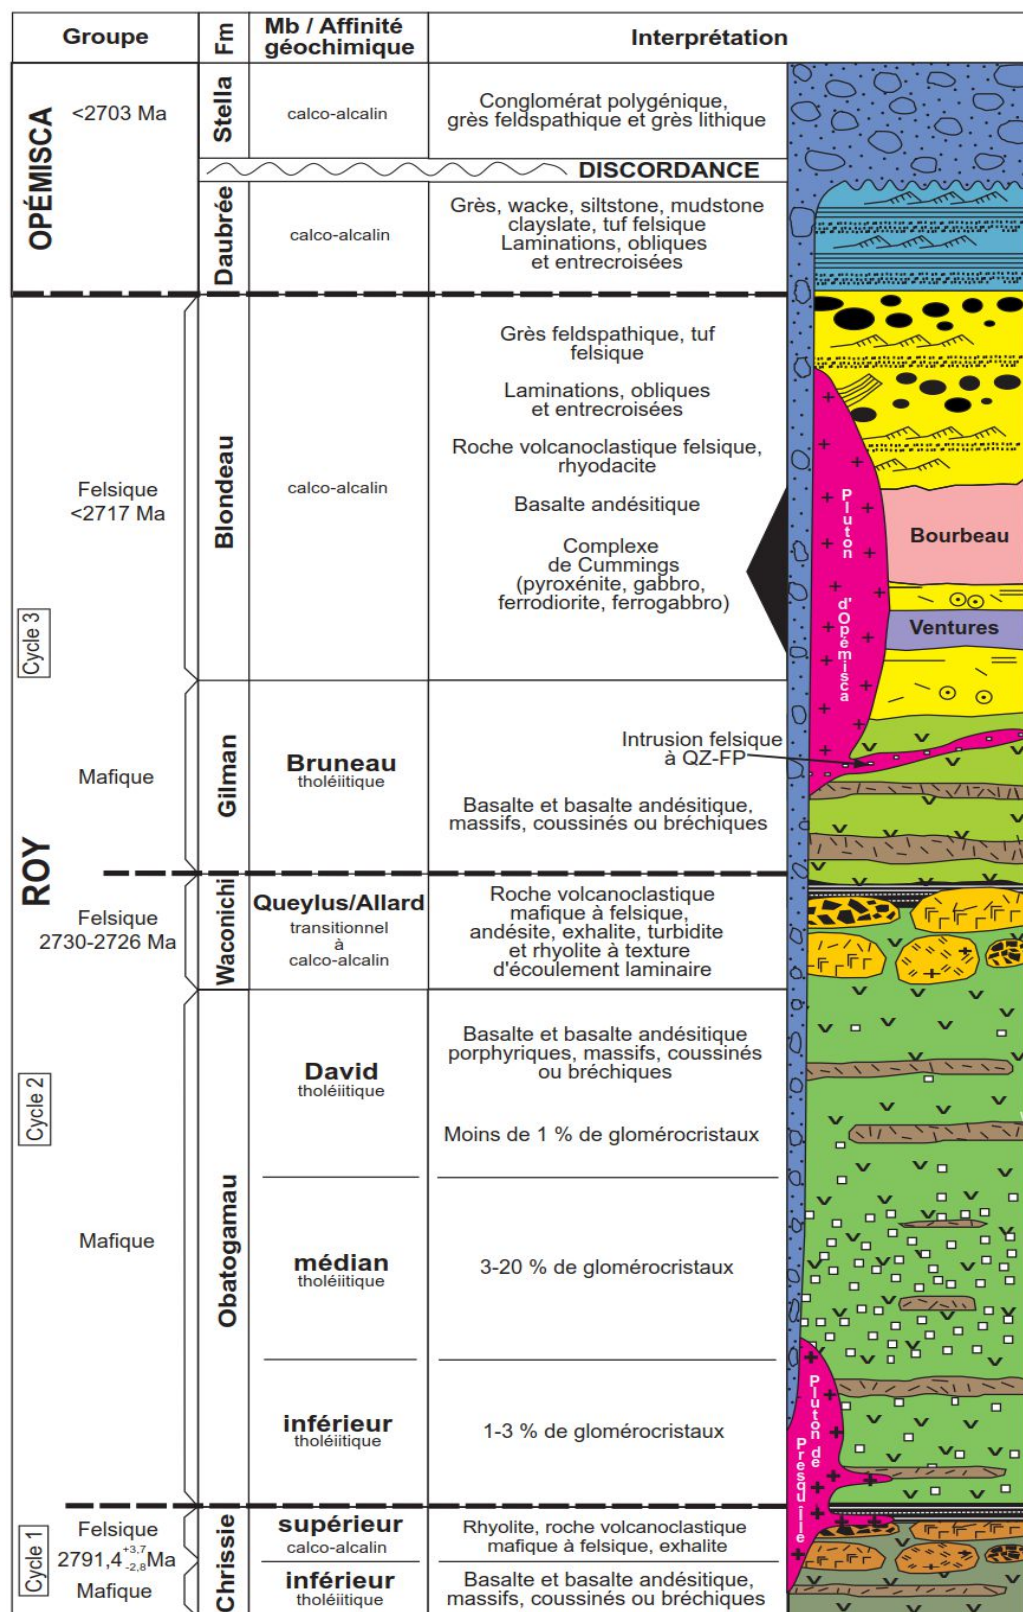 Groupe
Fm
Mb / Affinité
géochimique
Interprétation
OPÉMISCA
<2703 Ma
Stella
calco-alcalin
Conglomérat polygénique,
grès feldspathique et grès lithique
DISCORDANCE
Daubrée
calco-alcalin
Grès, wacke, siltstone, mudstone
clayslate, tuf felsique
Laminations, obliques
et entrecroisées
ROY
Cycle 3
Felsique
<2717 Ma
Blondeau
calco-alcalin
Grès feldspathique, tuf
felsique
Laminations, obliques
et entrecroisées
Roche volcanoclastique felsique,
rhyodacite
Basalte andésitique
Complexe
de Cummings
(pyroxénite, gabbro,
ferrodiorite, ferrogabbro)
Pluton d'Opémisca
Bourbeau
Ventures
Mafique
Gilman
Bruneau
tholéiitique
Intrusion felsique
à QZ-FP
Basalte et basalte andésitique,
massifs, coussinés ou bréchiques
Cycle 2
Felsique
2730-2726 Ma
Waconichi
Queylus/Allard
transitionnel
à
calco-alcalin
Roche volcanoclastique
mafique à felsique,
andésite, exhalite, turbidite
et rhyolite à texture
d'écoulement laminaire
Mafique
Obatogamau
David
tholéiitique
Basalte et basalte andésitique
porphyriques, massifs, coussinés
ou bréchiques
Moins de 1 % de glomérocristaux
médian
tholéiitique
3-20 % de glomérocristaux
inférieur
tholéiitique
1-3 % de glomérocristaux
Pluton de
Presqu'île
Cycle 1
Felsique
2791,4 +3,7 -2,8 Ma
Mafique
Chrissie
supérieur
calco-alcalin
Rhyolite, roche volcanoclastique
mafique à felsique, exhalite
inférieur
tholéiitique
Basalte et basalte andésitique,
massifs, coussinés ou bréchiques